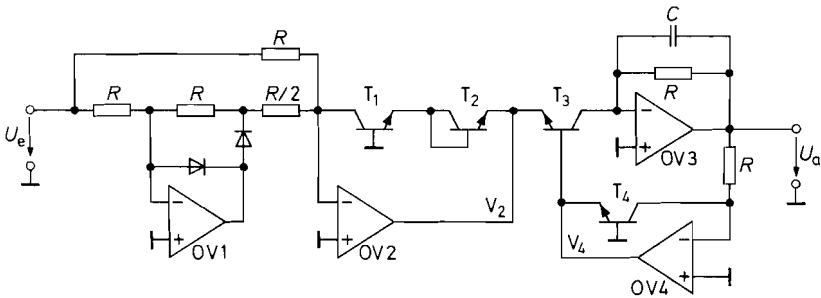 C
R
R
R
R
R/2
T1
T2
T3
−
+
OV3
R
Ue
Ua
T4
−
+
OV1
−
+
OV2
V2
V4
−
+
OV4